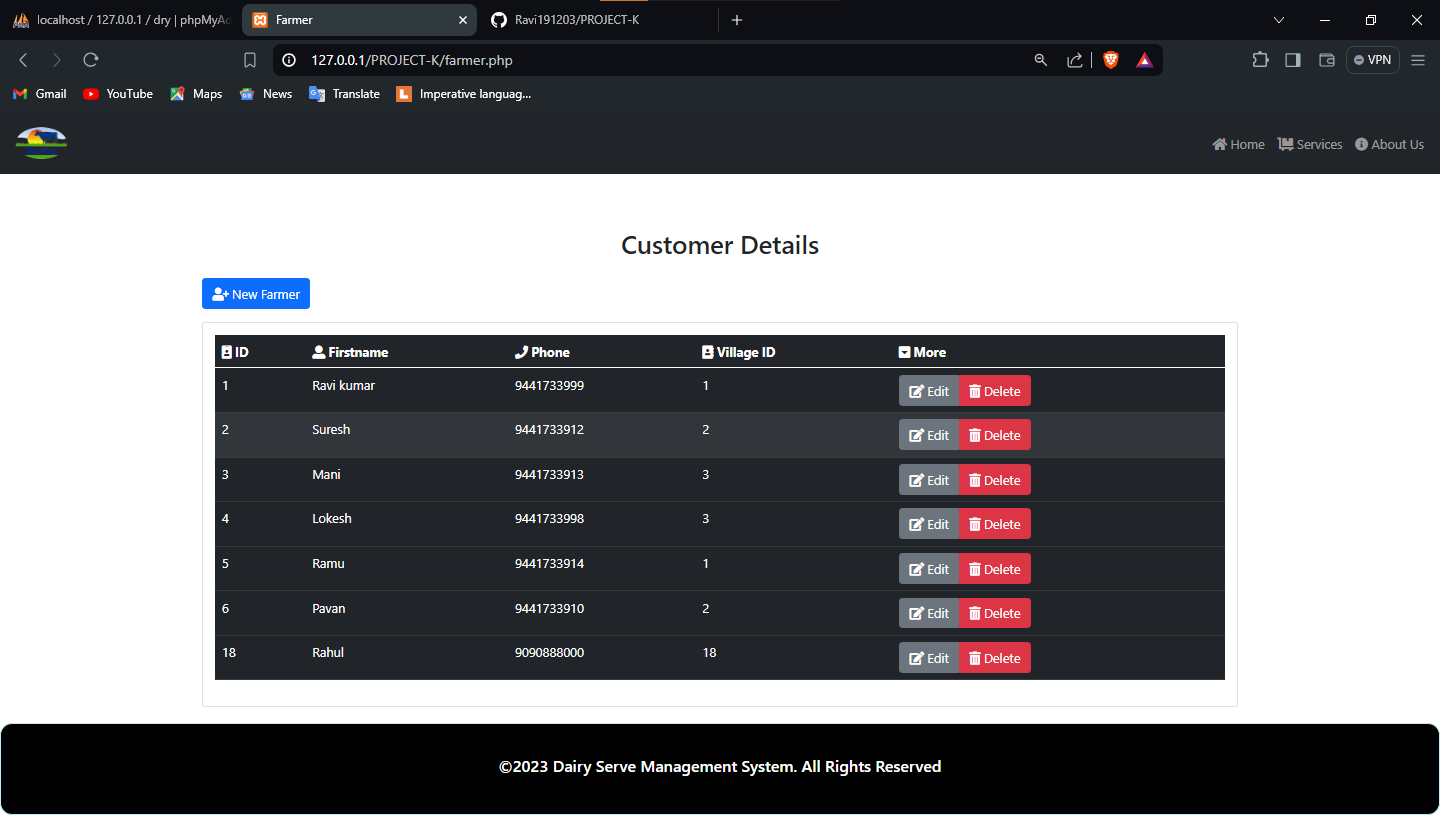 localhost / 127.0.0.1 / dry | phpMyAd
Farmer
Ravi191203/PROJECT-K
127.0.0.1/PROJECT-K/farmer.php
VPN
Gmail YouTube Maps News Translate Imperative languag...
Home Services About Us
Customer Details
New Farmer
ID Firstname Phone Village ID More
1 Ravi kumar 9441733999 1 Edit Delete
2 Suresh 9441733912 2 Edit Delete
3 Mani 9441733913 3 Edit Delete
4 Lokesh 9441733998 3 Edit Delete
5 Ramu 9441733914 1 Edit Delete
6 Pavan 9441733910 2 Edit Delete
18 Rahul 9090888000 18 Edit Delete
©2023 Dairy Serve Management System. All Rights Reserved